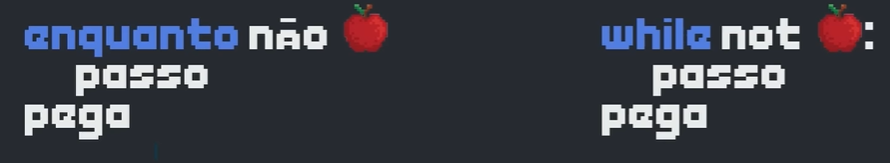 enquanto não
passo
pega
while not :
passo
pega